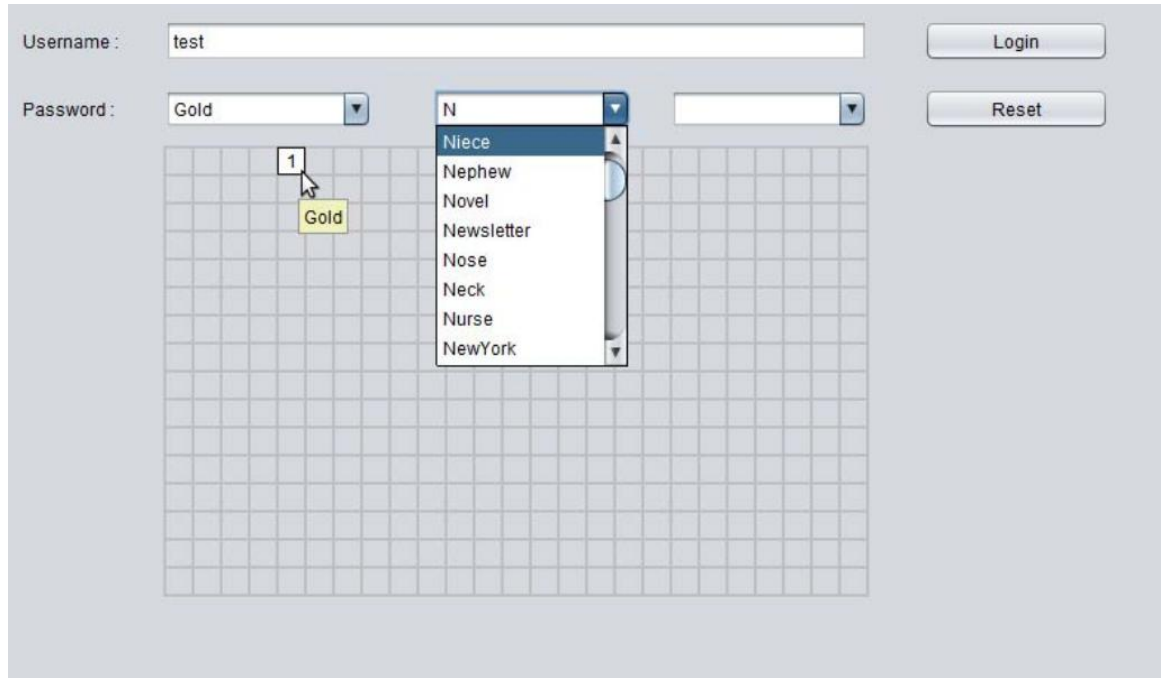 Username : test Login
Password : Gold N Reset
Niece
1
Nephew
Novel
Gold
Newsletter
Nose
Neck
Nurse
NewYork